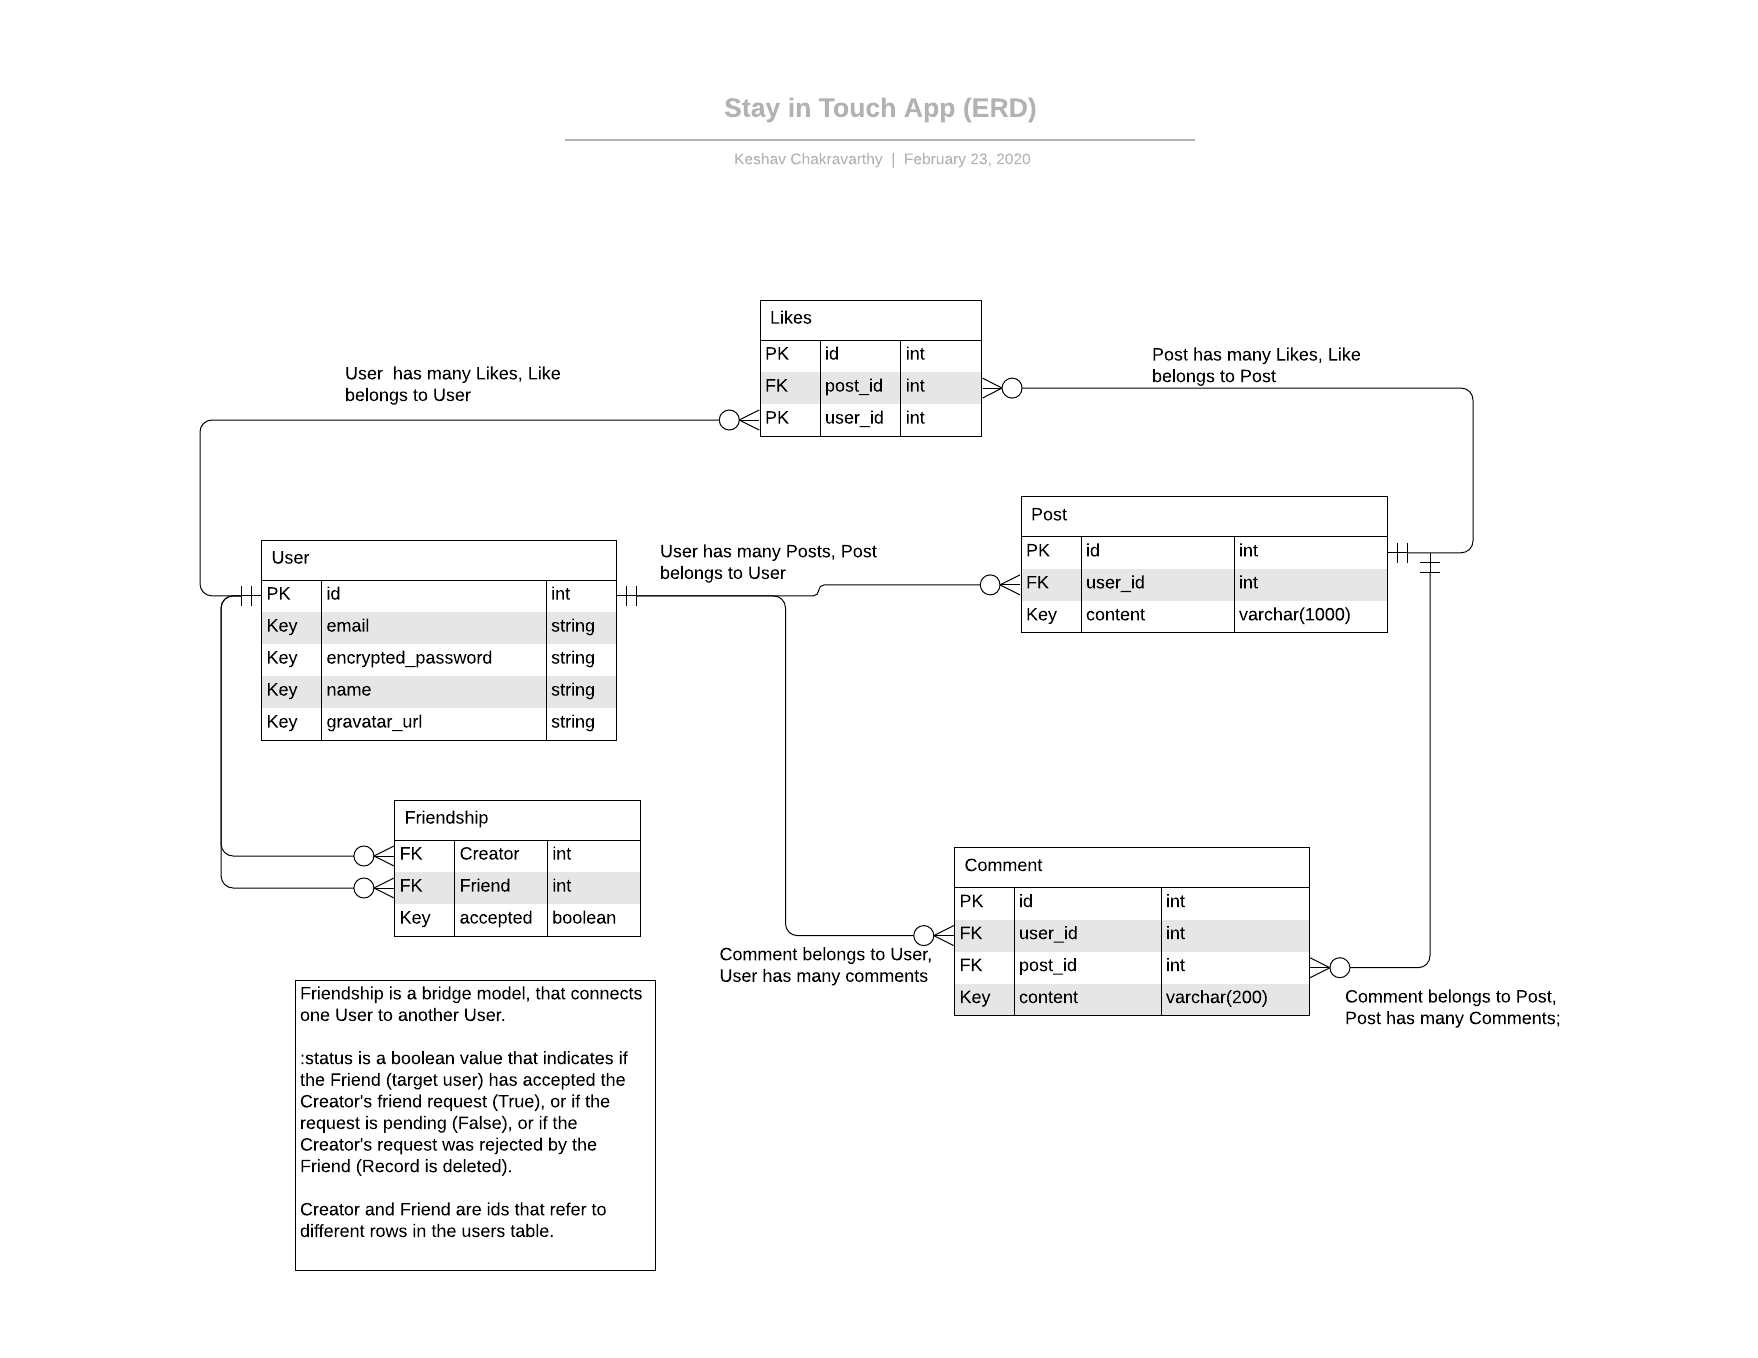 Stay in Touch App (ERD)
Keshav Chakravarthy | February 23, 2020
Likes
PK id int
FK post_id int
PK user_id int
User has many Likes, Like
belongs to User
Post has many Likes, Like
belongs to Post
User
PK id int
Key email string
Key encrypted_password string
Key name string
Key gravatar_url string
User has many Posts, Post
belongs to User
Post
PK id int
FK user_id int
Key content varchar(1000)
Friendship
FK Creator int
FK Friend int
Key accepted boolean
Comment
PK id int
FK user_id int
FK post_id int
Key content varchar(200)
Comment belongs to User,
User has many comments
Comment belongs to Post,
Post has many Comments;
Friendship is a bridge model, that connects
one User to another User.
:status is a boolean value that indicates if
the Friend (target user) has accepted the
Creator's friend request (True), or if the
request is pending (False), or if the
Creator's request was rejected by the
Friend (Record is deleted).
Creator and Friend are ids that refer to
different rows in the users table.